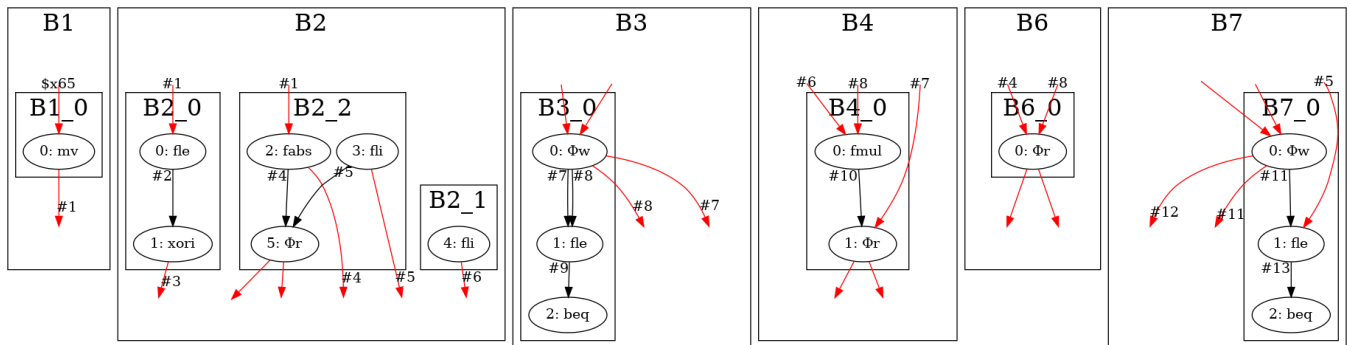 B1
B2
B3
B4
B6
B7
$x65
#1
#1
#6
#8
#7
#4
#8
#5
B1_0
B2_0
B2_2
B3_0
B4_0
B6_0
B7_0
0: mv
0: fle
2: fabs
3: fli
0: Φw
0: fmul
0: Φr
0: Φw
#2
#4
#5
#7
#8
#10
#11
B2_1
#1
#8
#7
#12
#11
1: xori
5: Φr
4: fli
1: fle
1: Φr
1: fle
#3
#4
#5
#6
#9
#13
2: beq
2: beq